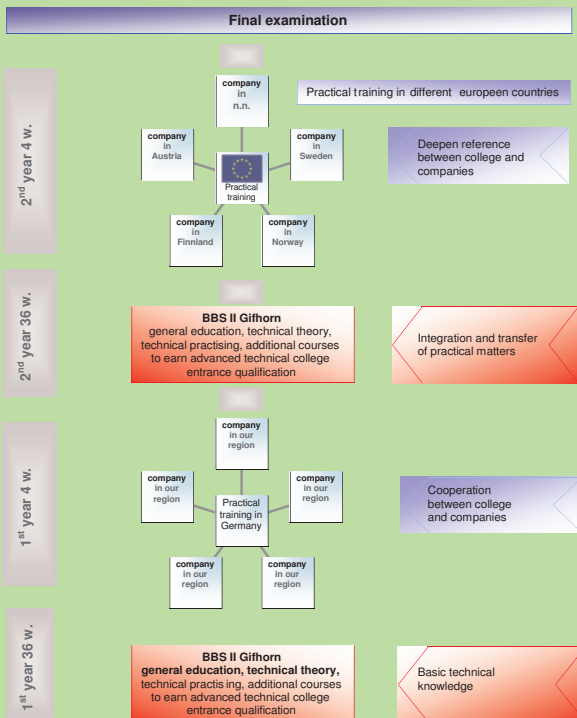 Final examination
2nd year 4 w.
company
in
n.n.
Practical training in different europeen countries
company
in
Austria
company
in
Sweden
Practical
training
company
in
Finnland
company
in
Norway
Deepen reference
between college and
companies
2nd year 36 w.
BBS II Gifhorn
general education, technical theory,
technical practising, additional courses
to earn advanced technical college
entrance qualification
Integration and transfer
of practical matters
1st year 4 w.
company
in our
region
company
in our
region
company
in our
region
Practical
training in
Germany
company
in our
region
company
in our
region
Cooperation
between college
and companies
1st year 36 w.
BBS II Gifhorn
general education, technical theory,
technical practis ing, additional courses
to earn advanced technical college
entrance qualification
Basic technical
knowledge